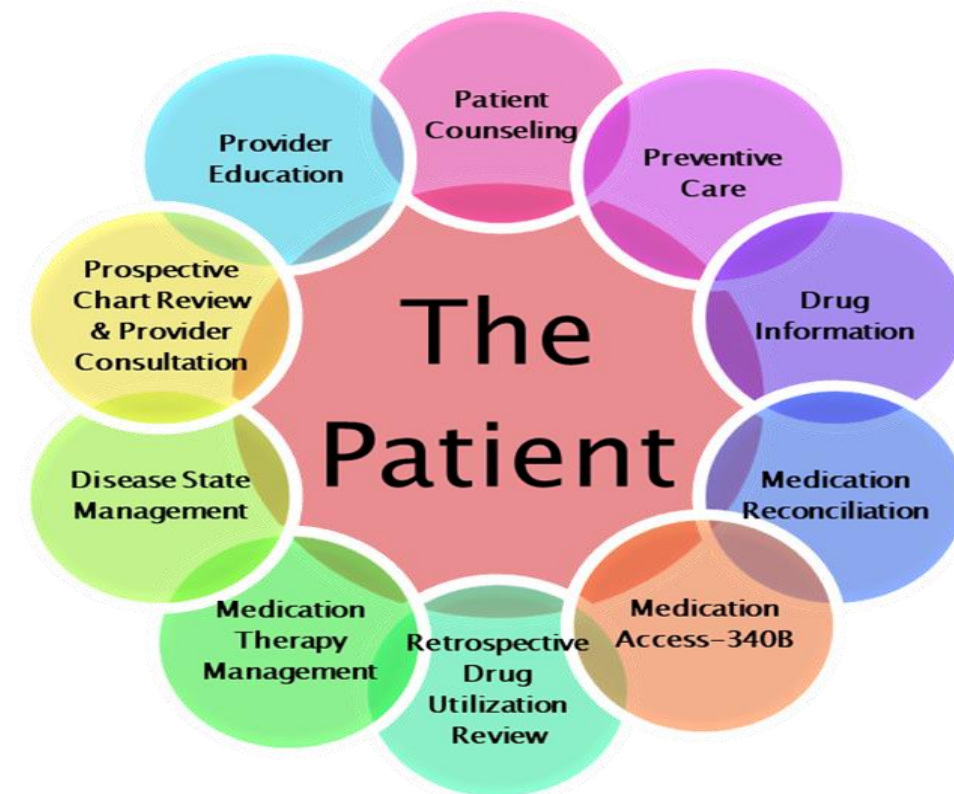 Patient
Counseling
Preventive
Care
Drug
Information
Medication
Reconciliation
Medication
Access-340B
Retrospective
Drug
Utilization
Review
Medication
Therapy
Management
Disease State
Management
Prospective
Chart Review
& Provider
Consultation
Provider
Education
The
Patient